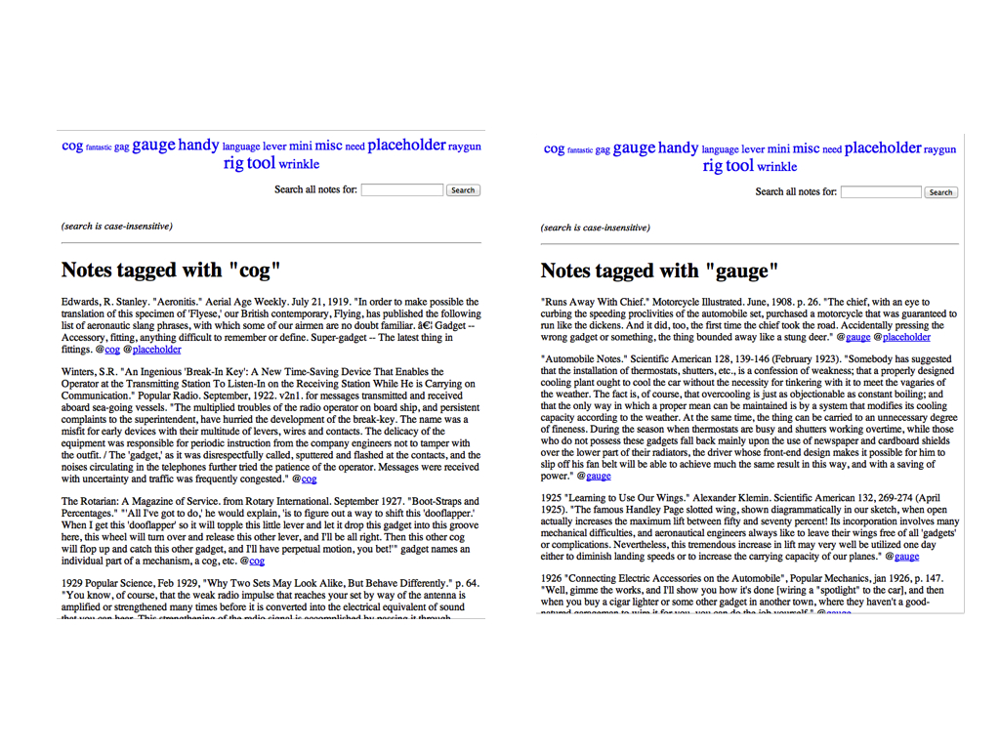 cog fantastic gag gauge handy language lever mini misc need placeholder raygun
rig tool wrinkle
Search all notes for: Search
(search is case-insensitive)
Notes tagged with "cog"
Edwards, R. Stanley. "Aeronitis." Aerial Age Weekly. July 21, 1919. "In order to make possible the
translation of this specimen of 'Flyese,' our British contemporary, Flying, has published the following
list of aeronautic slang phrases, with which some of our airmen are no doubt familiar. â€¦ Gadget --
Accessory, fitting, anything difficult to remember or define. Super-gadget -- The latest thing in
fittings. @cog @placeholder
Winters, S.R. "An Ingenious 'Break-In Key': A New Time-Saving Device That Enables the
Operator at the Transmitting Station To Listen-In on the Receiving Station While He is Carrying on
Communication." Popular Radio. September, 1922. v2n1. for messages transmitted and received
aboard sea-going vessels. "The multiplied troubles of the radio operator on board ship, and persistent
complaints to the superintendent, have hurried the development of the break-key. The name was a
misfit for early devices with their multitude of levers, wires and contacts. The delicacy of the
equipment was responsible for periodic instruction from the company engineers not to tamper with
the outfit. / The 'gadget,' as it was disrespectfully called, sputtered and flashed at the contacts, and the
noises circulating in the telephones further tried the patience of the operator. Messages were received
with uncertainty and traffic was frequently congested." @cog
The Rotarian: A Magazine of Service. from Rotary International. September 1927. "Boot-Straps and
Percentages." "'All I've got to do,' he would explain, 'is to figure out a way to shift this 'dooflapper.'
When I get this 'dooflapper' so it will topple this little lever and let it drop this gadget into this groove
here, this wheel will turn over and release this other lever, and I'll be all right. Then this other cog
will flop up and catch this other gadget, and I'll have perpetual motion, you bet!'" gadget names an
individual part of a mechanism, a cog, etc. @cog
1929 Popular Science, Feb 1929, "Why Two Sets May Look Alike, But Behave Differently." p. 64.
"You know, of course, that the weak radio impulse that reaches your set by way of the antenna is
amplified or strengthened many times before it is converted into the electrical equivalent of sound
that you can hear. This strengthening of the radio signal is accomplished by passing it through
cog fantastic gag gauge handy language lever mini misc need placeholder raygun
rig tool wrinkle
Search all notes for: Search
(search is case-insensitive)
Notes tagged with "gauge"
"Runs Away With Chief." Motorcycle Illustrated. June, 1908. p. 26. "The chief, with an eye to
curbing the speeding proclivities of the automobile set, purchased a motorcycle that was guaranteed to
run like the dickens. And it did, too, the first time the chief took the road. Accidentally pressing the
wrong gadget or something, the thing bounded away like a stung deer." @gauge @placeholder
"Automobile Notes." Scientific American 128, 139-146 (February 1923). "Somebody has suggested
that the installation of thermostats, shutters, etc., is a confession of weakness; that a properly designed
cooling plant ought to cool the car without the necessity for tinkering with it to meet the vagaries of
the weather. The fact is, of course, that overcooling is just as objectionable as constant boiling; and
that the only way in which a proper mean can be maintained is by a system that modifies its cooling
capacity according to the weather. At the same time, the thing can be carried to an unnecessary degree
of fineness. During the season when thermostats are busy and shutters working overtime, while those
who do not possess these gadgets fall back mainly upon the use of newspaper and cardboard shields
over the lower part of their radiators, the driver whose front-end design makes it possible for him to
slip off his fan belt will be able to achieve much the same result in this way, and with a saving of
power." @gauge
1925 "Learning to Use Our Wings." Alexander Klemin. Scientific American 132, 269-274 (April
1925). "The famous Handley Page slotted wing, shown diagrammatically in our sketch, when open
actually increases the maximum lift between fifty and seventy percent! Its incorporation involves many
mechanical difficulties, and aeronautical engineers always like to leave their wings free of all 'gadgets'
or complications. Nevertheless, this tremendous increase in lift may very well be utilized one day
either to diminish landing speeds or to increase the carrying capacity of our planes." @gauge
1926 "Connecting Electric Accessories on the Automobile", Popular Mechanics, jan 1926, p. 147.
"Well, gimme the works, and I'll show you how it's done [wiring a "spotlight" to the car], and then
when you buy a cigar lighter or some other gadget in another town, where they haven't a good-
natured garageman to wire it for you, you can do the job yourself." @gauge